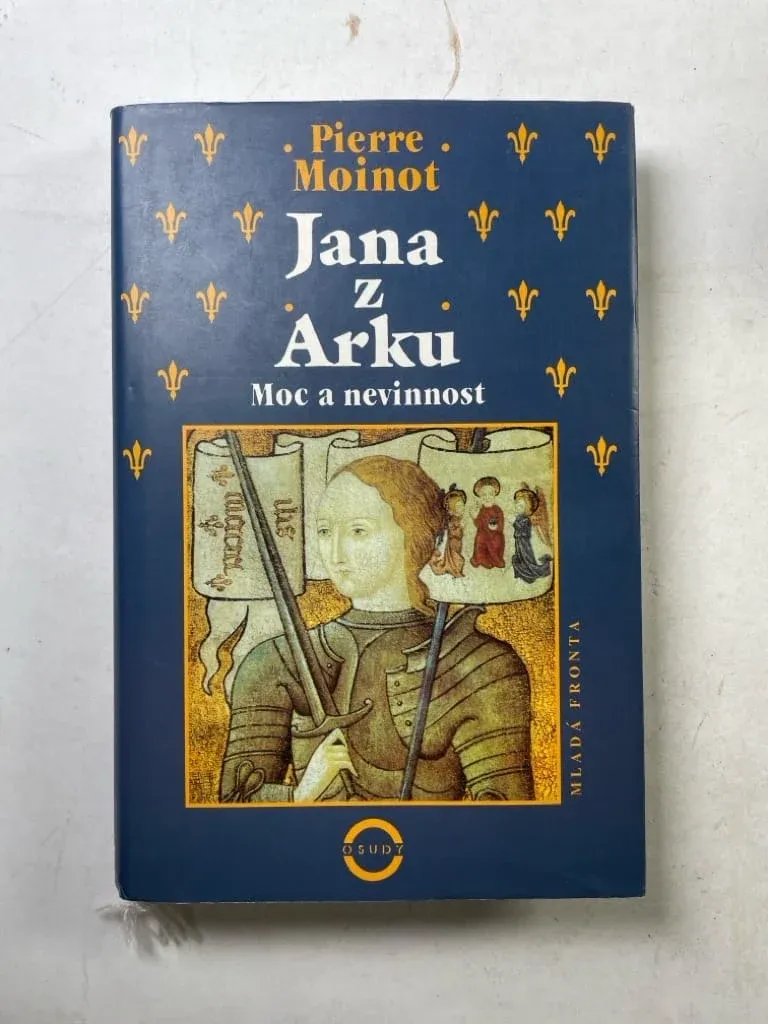 . Pierre .
Moinot
Jana
. z .
Arku
Moc a nevinnost
MLADÁ FRONTA
OSUDY